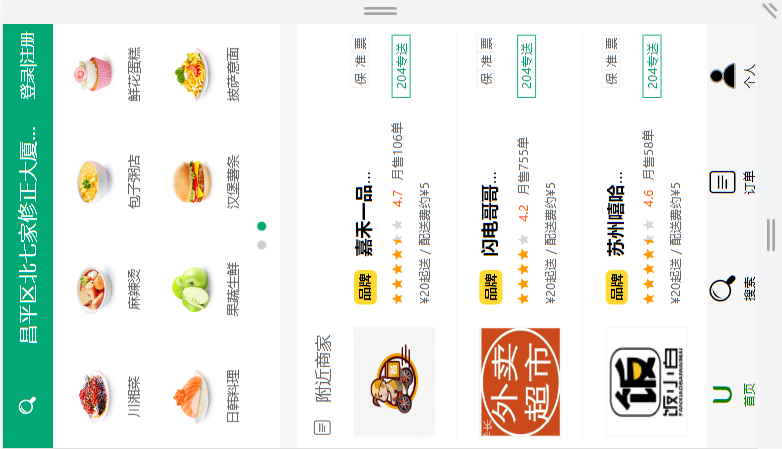 昌平区北七家修正大厦... 登录|注册
川湘菜 麻辣烫 包子粥店 鲜花蛋糕
日韩料理 果蔬生鲜 汉堡薯条 披萨意面
附近商家
品牌 嘉禾一品... 保 准 票
4.7 月售106单 204专送
¥20起送 / 配送费约¥5
外卖
超市
品牌 闪电哥哥... 保 准 票
4.2 月售755单 204专送
¥20起送 / 配送费约¥5
饭
饭小白
品牌 苏州嘻哈... 保 准 票
4.6 月售58单 204专送
¥20起送 / 配送费约¥5
首页 搜索 订单 个人